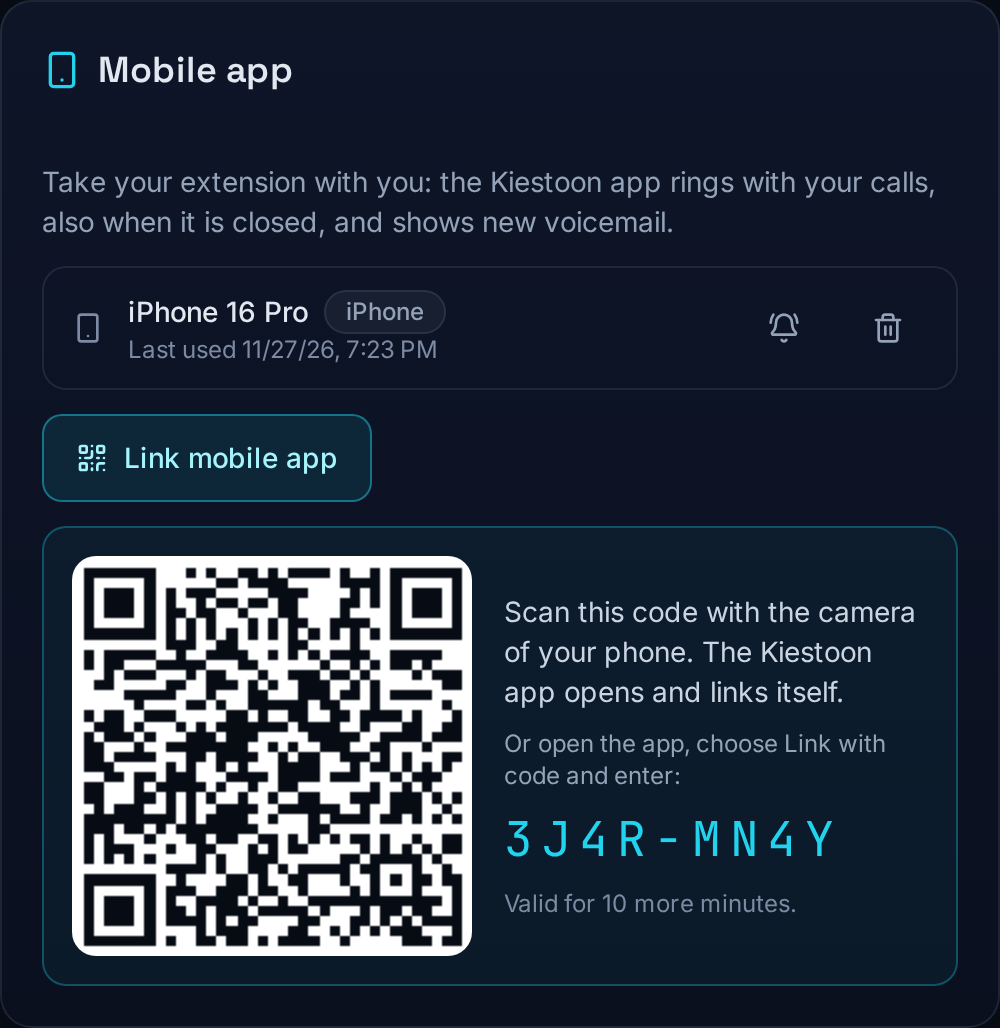 Mobile app
Take your extension with you: the Kiestoon app rings with your calls,
also when it is closed, and shows new voicemail.
iPhone 16 Pro iPhone
Last used 11/27/26, 7:23 PM
Link mobile app
Scan this code with the camera
of your phone. The Kiestoon
app opens and links itself.
Or open the app, choose Link with
code and enter:
3J4R-MN4Y
Valid for 10 more minutes.